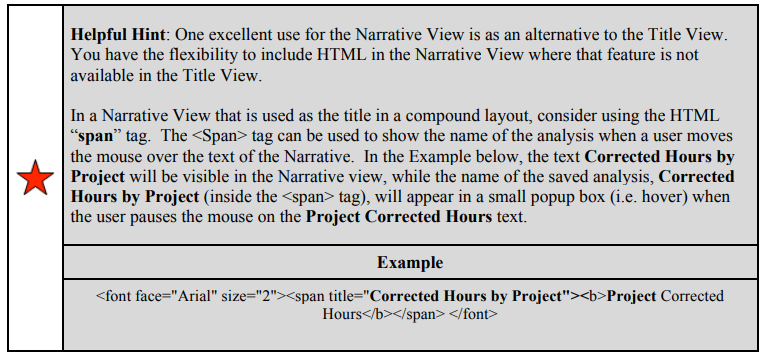 Helpful Hint: One excellent use for the Narrative View is as an alternative to the Title View.
You have the flexibility to include HTML in the Narrative View where that feature is not
available in the Title View.
In a Narrative View that is used as the title in a compound layout, consider using the HTML
“span” tag.  The <Span> tag can be used to show the name of the analysis when a user moves
the mouse over the text of the Narrative.  In the Example below, the text Corrected Hours by
Project will be visible in the Narrative view, while the name of the saved analysis, Corrected
Hours by Project (inside the <span> tag), will appear in a small popup box (i.e. hover) when
the user pauses the mouse on the Project Corrected Hours text.
Example
<font face="Arial" size="2"><span title="Corrected Hours by Project"><b>Project Corrected
Hours</b></span> </font>